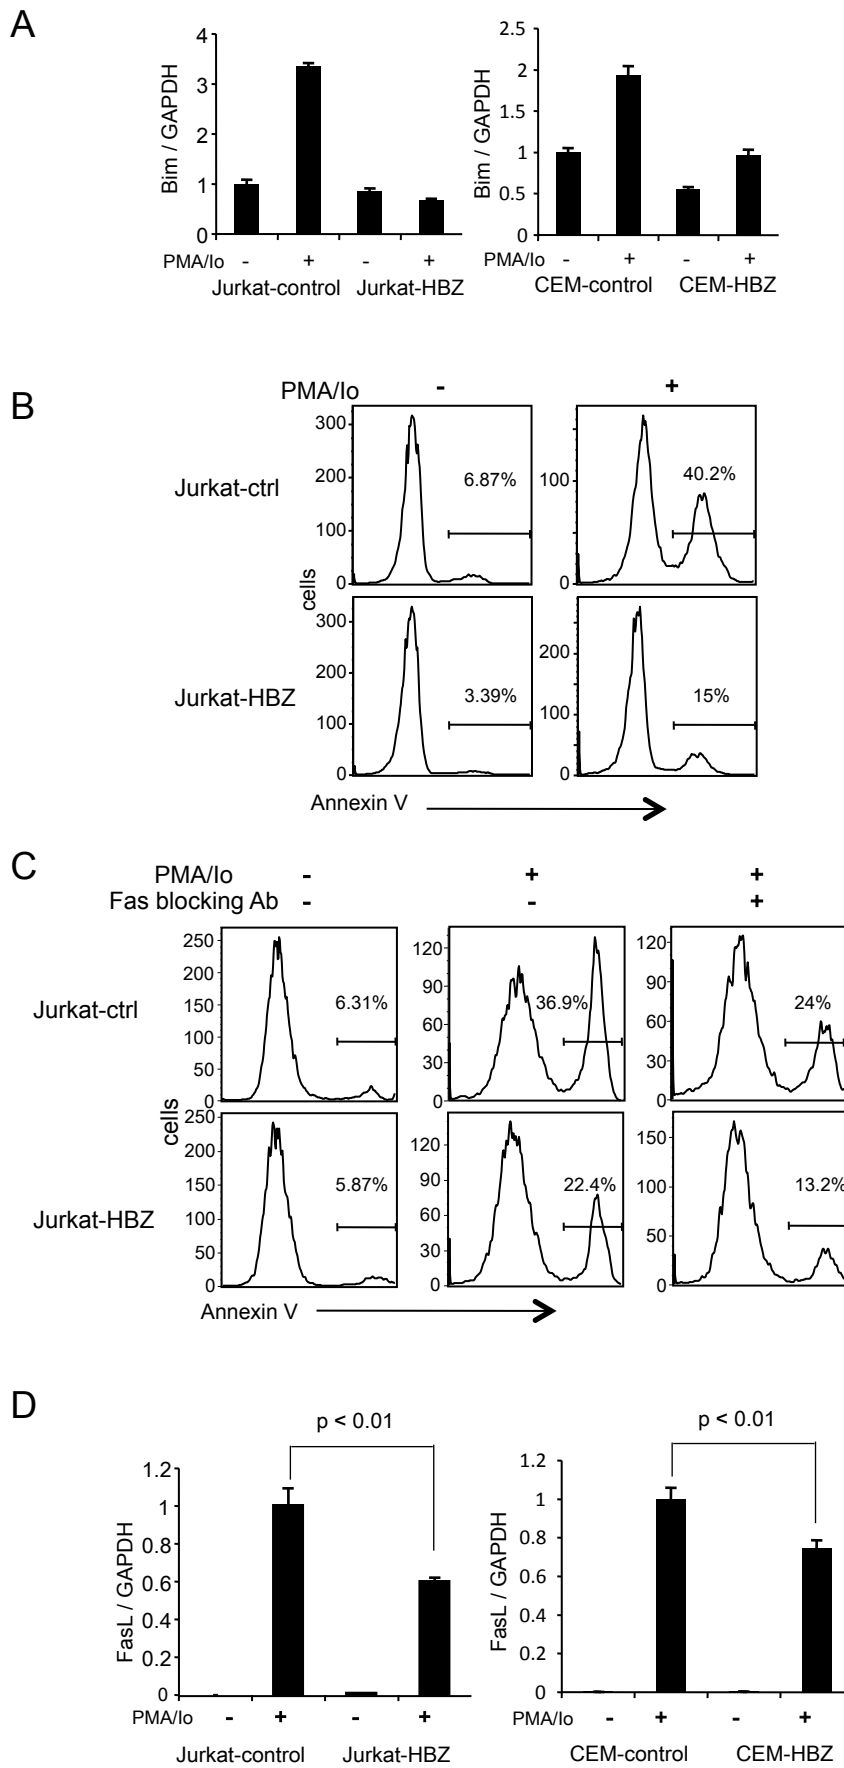 A
Bim / GAPDH
4
3
2
1
0
PMA/Io - + - +
Jurkat-control Jurkat-HBZ
Bim / GAPDH
2.5
2
1.5
1
0.5
0
PMA/Io - + - +
CEM-control CEM-HBZ
B
PMA/Io - +
Jurkat-ctrl
300
200
100
0
6.87%
100
0
40.2%
cells
Jurkat-HBZ
300
200
100
0
3.39%
200
100
0
15%
Annexin V
C
PMA/Io - + +
Fas blocking Ab - - +
Jurkat-ctrl
250
200
150
100
50
0
6.31%
120
90
60
30
0
36.9%
120
90
60
30
0
24%
cells
Jurkat-HBZ
250
200
150
100
50
0
5.87%
120
90
60
30
0
22.4%
150
100
50
0
13.2%
Annexin V
D
p < 0.01
FasL / GAPDH
1.2
1
0.8
0.6
0.4
0.2
0
PMA/Io - + - +
Jurkat-control Jurkat-HBZ
p < 0.01
FasL / GAPDH
1.2
1
0.8
0.6
0.4
0.2
0
PMA/Io - + - +
CEM-control CEM-HBZ